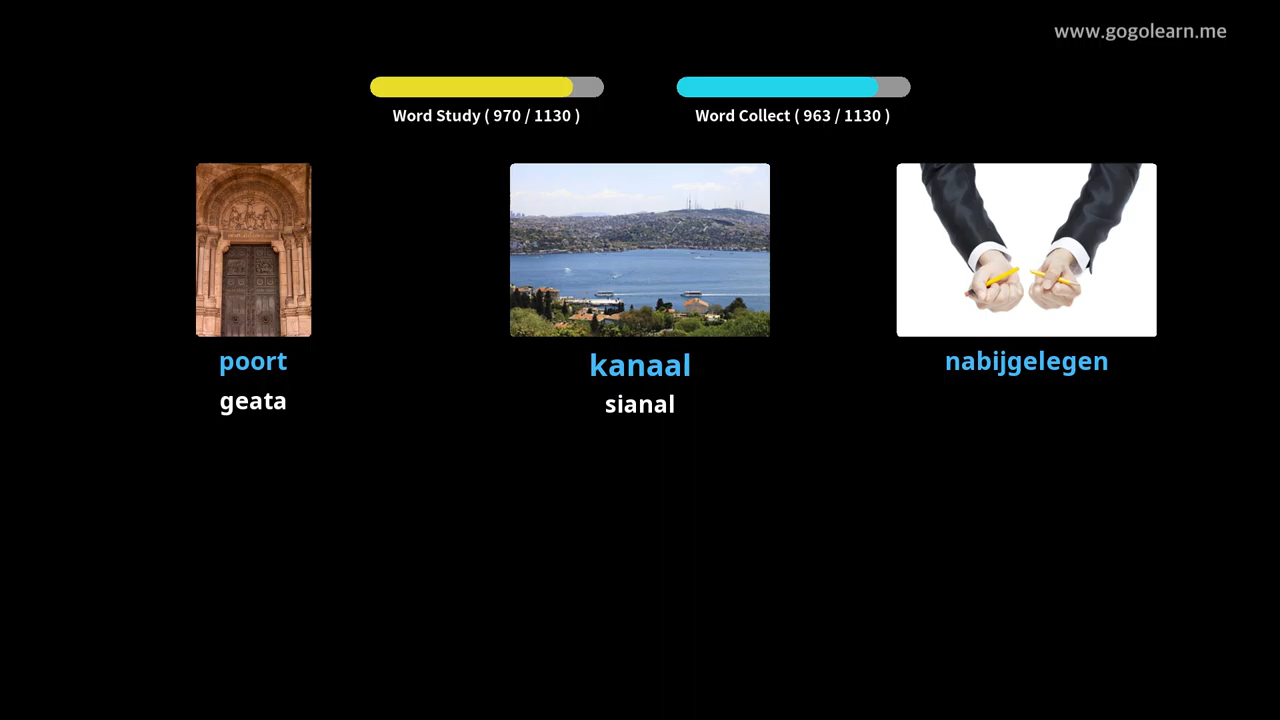 www.gogolearn.me
Word Study ( 970 / 1130 )
Word Collect ( 963 / 1130 )
poort
kanaal
nabijgelegen
geata
sianal